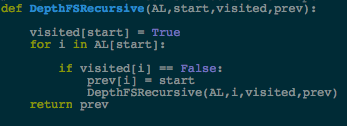 def DepthFSRecursive(AL,start,visited,prev):
visited[start] = True
for i in AL[start]:
if visited[i] == False:
prev[i] = start
DepthFSRecursive(AL,i,visited,prev)
return prev